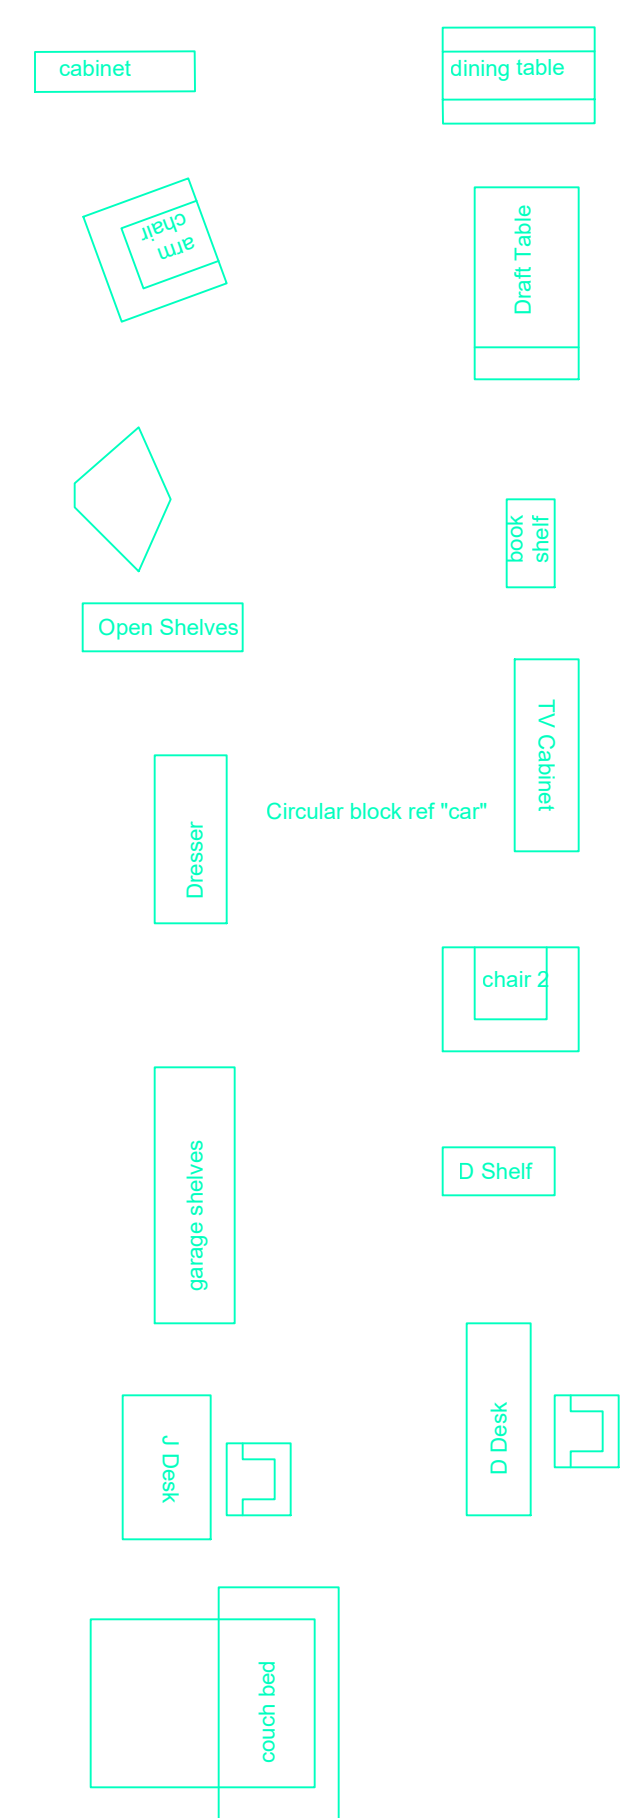 cabinet
dining table
arm
chair
Draft Table
book
shelf
Open Shelves
TV Cabinet
Circular block ref "car"
Dresser
chair 2
garage shelves
D Shelf
D Desk
J Desk
couch bed